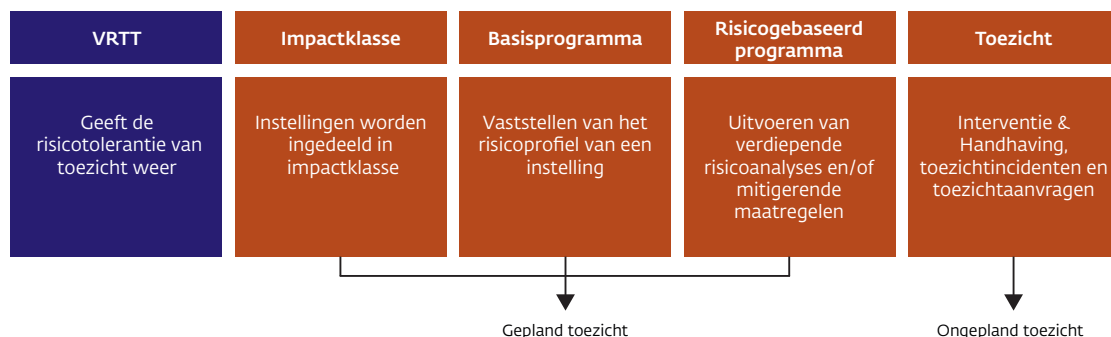 VRTT
Impactklasse
Basisprogramma
Risicogebaseerd
programma
Toezicht
Geeft de
risicotolerantie van
toezicht weer
Instellingen worden
ingedeeld in
impactklasse
Vaststellen van het
risicoprofiel van een
instelling
Uitvoeren van
verdiepende
risicoanalyses en/of
mitigerende
maatregelen
Interventie &
Handhaving,
toezichtincidenten en
toezichtaanvragen
Gepland toezicht
Ongepland toezicht